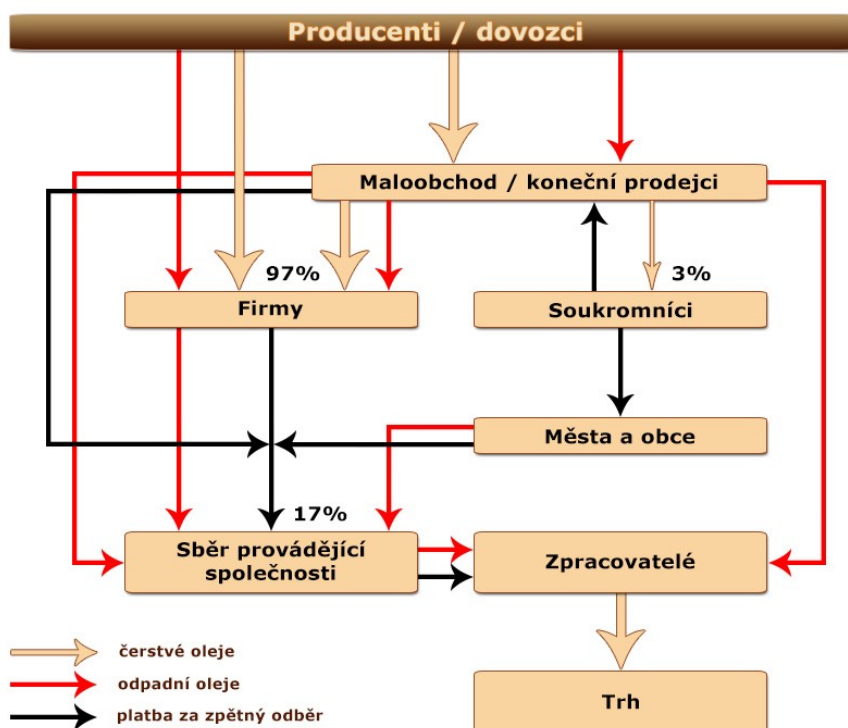 Producenti / dovozci
Maloobchod / koneční prodejci
97%
3%
Firmy
Soukromníci
Města a obce
17%
Sběr provádějící
společnosti
Zpracovatelé
Trh
čerstvé oleje
odpadní oleje
platba za zpětný odběr